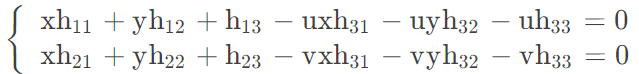 xh₁₁ + yh₁₂ + h₁₃ − uxh₃₁ − uyh₃₂ − uh₃₃ = 0
xh₂₁ + yh₂₂ + h₂₃ − vxh₃₁ − vyh₃₂ − vh₃₃ = 0